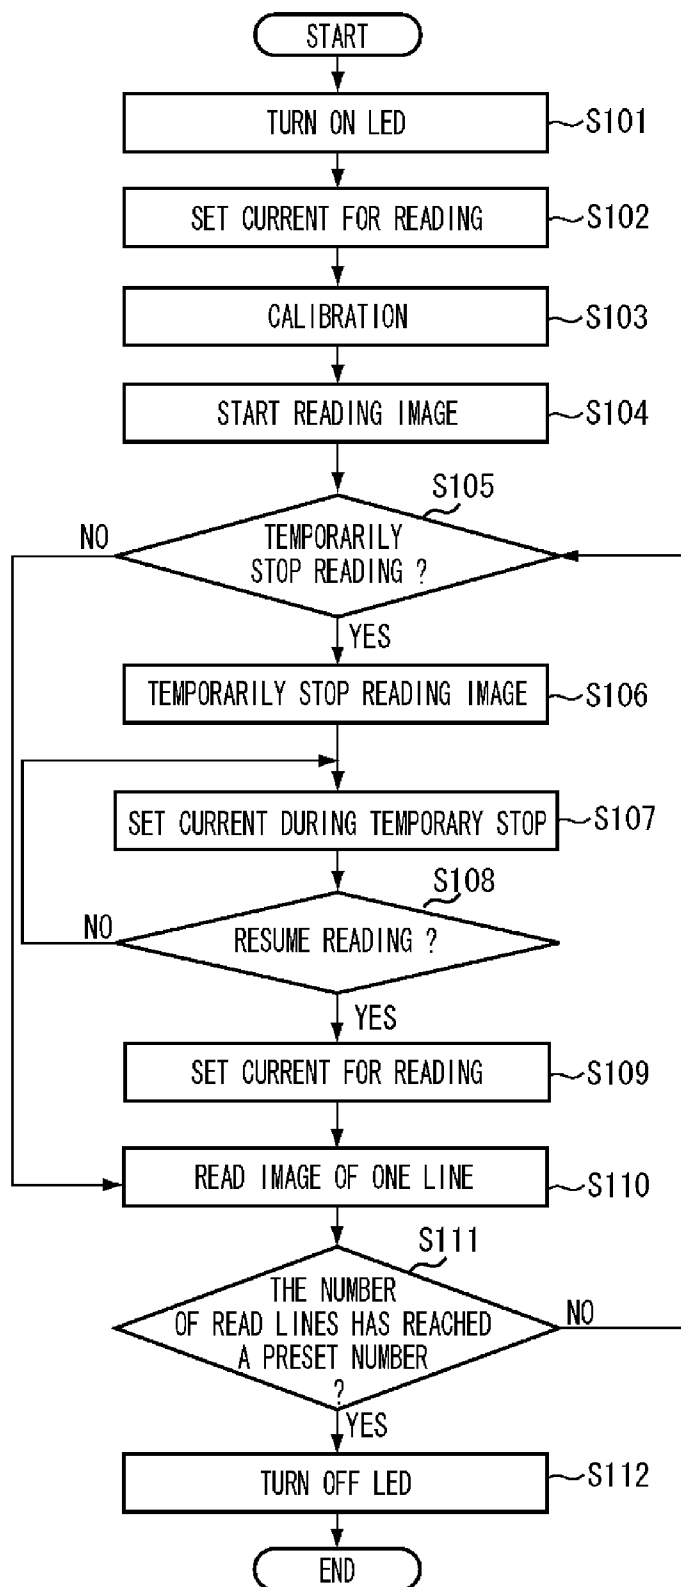 START
TURN ON LED
S101
SET CURRENT FOR READING
S102
CALIBRATION
S103
START READING IMAGE
S104
S105
NO
TEMPORARILY
STOP READING ?
YES
TEMPORARILY STOP READING IMAGE
S106
SET CURRENT DURING TEMPORARY STOP
S107
S108
NO
RESUME READING ?
YES
SET CURRENT FOR READING
S109
READ IMAGE OF ONE LINE
S110
S111
THE NUMBER
OF READ LINES HAS REACHED
A PRESET NUMBER
?
NO
YES
TURN OFF LED
S112
END